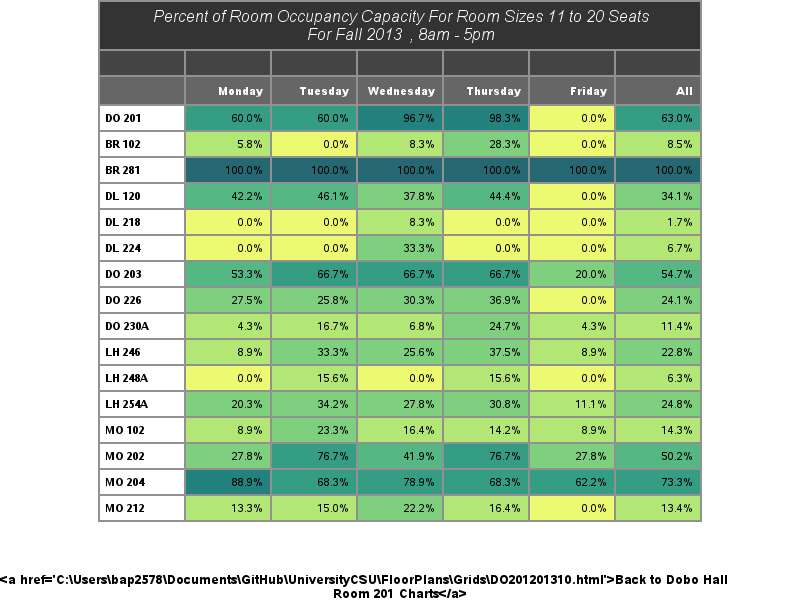 Percent of Room Occupancy Capacity For Room Sizes 11 to 20 Seats
For Fall 2013 , 8am - 5pm
Monday Tuesday Wednesday Thursday Friday All
DO 201 60.0% 60.0% 96.7% 98.3% 0.0% 63.0%
BR 102 5.8% 0.0% 8.3% 28.3% 0.0% 8.5%
BR 281 100.0% 100.0% 100.0% 100.0% 100.0% 100.0%
DL 120 42.2% 46.1% 37.8% 44.4% 0.0% 34.1%
DL 218 0.0% 0.0% 8.3% 0.0% 0.0% 1.7%
DL 224 0.0% 0.0% 33.3% 0.0% 0.0% 6.7%
DO 203 53.3% 66.7% 66.7% 66.7% 20.0% 54.7%
DO 226 27.5% 25.8% 30.3% 36.9% 0.0% 24.1%
DO 230A 4.3% 16.7% 6.8% 24.7% 4.3% 11.4%
LH 246 8.9% 33.3% 25.6% 37.5% 8.9% 22.8%
LH 248A 0.0% 15.6% 0.0% 15.6% 0.0% 6.3%
LH 254A 20.3% 34.2% 27.8% 30.8% 11.1% 24.8%
MO 102 8.9% 23.3% 16.4% 14.2% 8.9% 14.3%
MO 202 27.8% 76.7% 41.9% 76.7% 27.8% 50.2%
MO 204 88.9% 68.3% 78.9% 68.3% 62.2% 73.3%
MO 212 13.3% 15.0% 22.2% 16.4% 0.0% 13.4%
<a href='C:\Users\bap2578\Documents\GitHub\UniversityCSU\FloorPlans\Grids\DO201201310.html'>Back to Dobo Hall
Room 201 Charts</a>